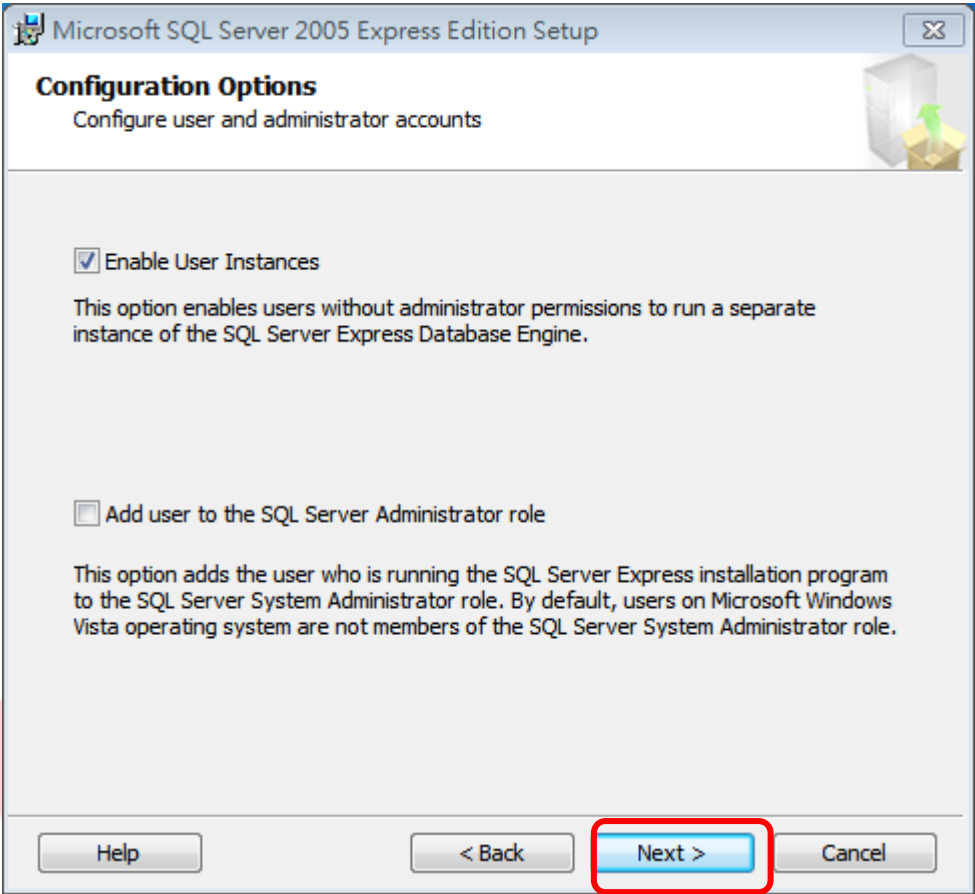 Microsoft SQL Server 2005 Express Edition Setup
Configuration Options
Configure user and administrator accounts
Enable User Instances
This option enables users without administrator permissions to run a separate
instance of the SQL Server Express Database Engine.
Add user to the SQL Server Administrator role
This option adds the user who is running the SQL Server Express installation program
to the SQL Server System Administrator role. By default, users on Microsoft Windows
Vista operating system are not members of the SQL Server System Administrator role.
Help < Back Next > Cancel